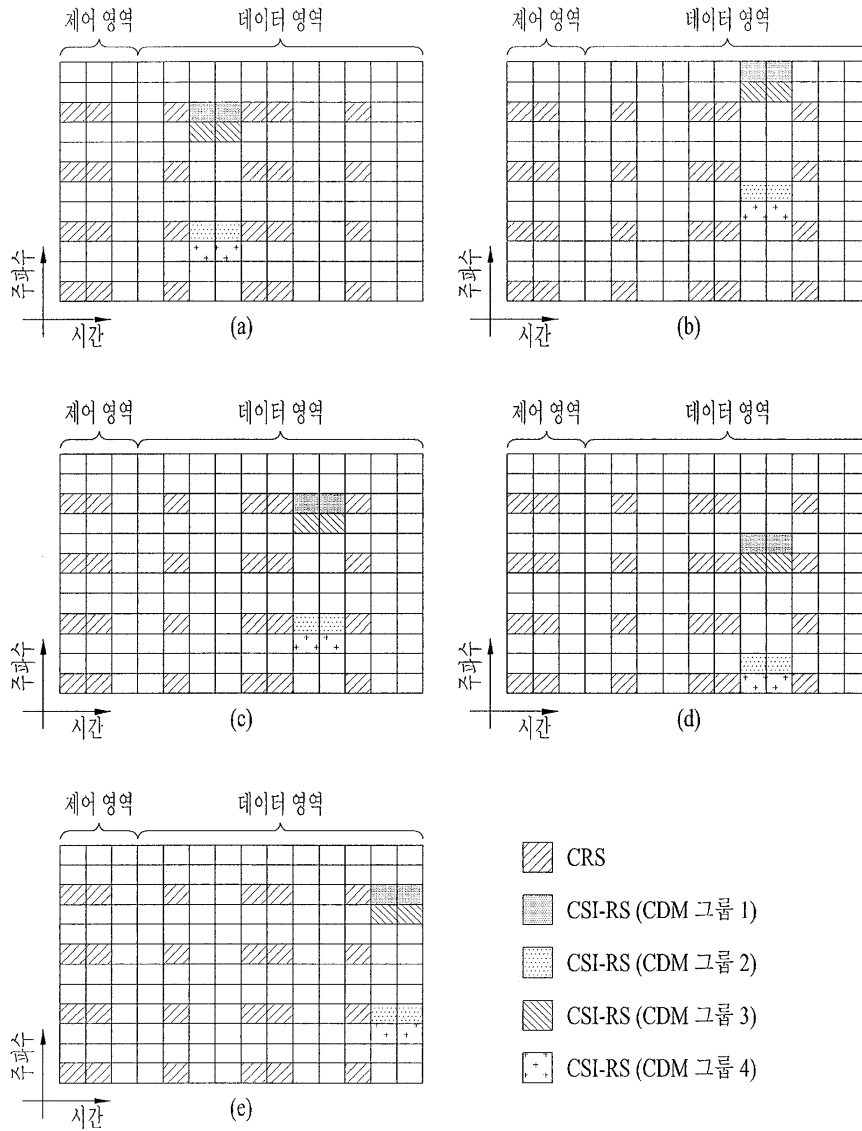 제어 영역 데이터 영역
제어 영역 데이터 영역
주파수
시간
(a)
주파수
시간
(b)
제어 영역 데이터 영역
제어 영역 데이터 영역
주파수
시간
(c)
주파수
시간
(d)
제어 영역 데이터 영역
주파수
시간
(e)
CRS
CSI-RS (CDM 그룹 1)
CSI-RS (CDM 그룹 2)
CSI-RS (CDM 그룹 3)
CSI-RS (CDM 그룹 4)